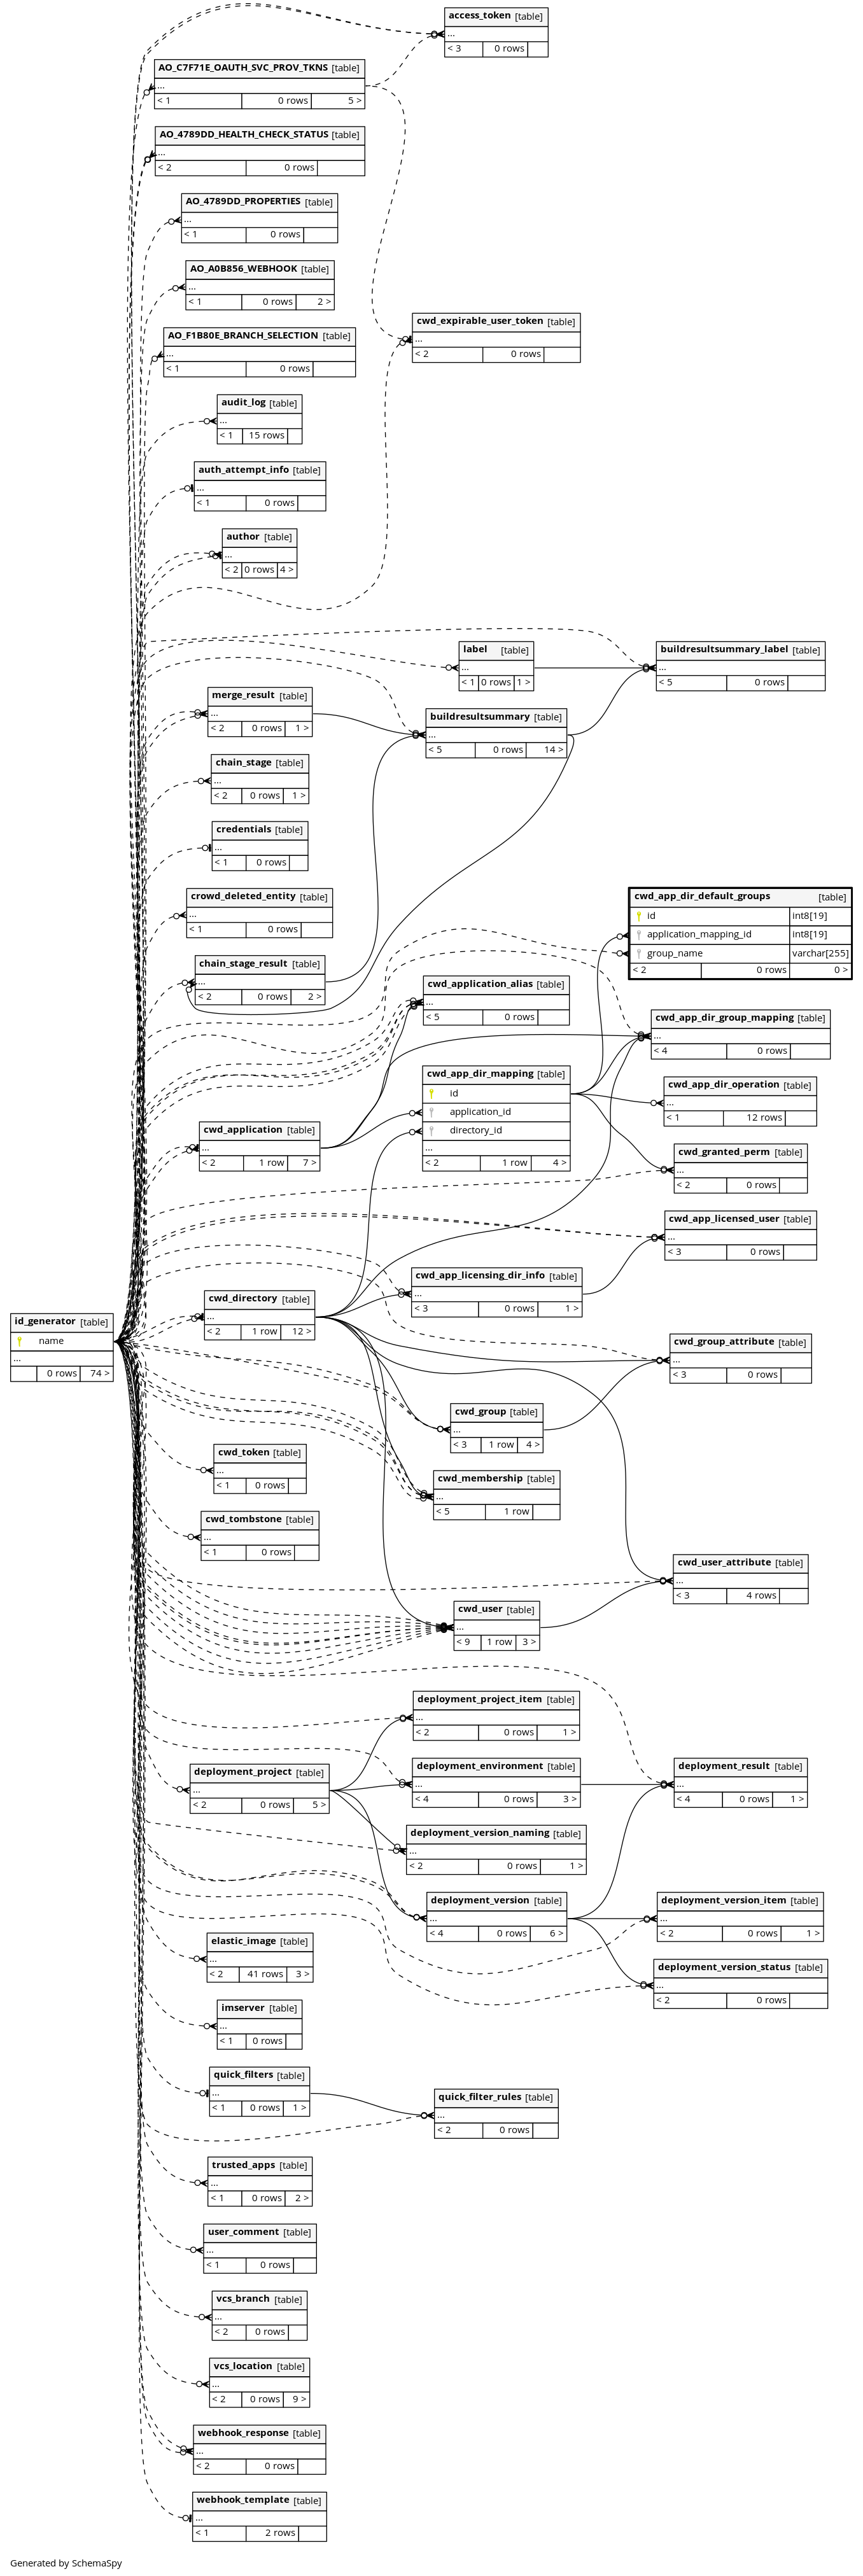 access_token [table]
...
< 3 0 rows
AO_C7F71E_OAUTH_SVC_PROV_TKNS [table]
...
< 1 0 rows 5 >
AO_4789DD_HEALTH_CHECK_STATUS [table]
...
< 2 0 rows
AO_4789DD_PROPERTIES [table]
...
< 1 0 rows
AO_A0B856_WEBHOOK [table]
...
< 1 0 rows 2 >
cwd_expirable_user_token [table]
...
< 2 0 rows
AO_F1B80E_BRANCH_SELECTION [table]
...
< 1 0 rows
audit_log [table]
...
< 1 15 rows
auth_attempt_info [table]
...
< 1 0 rows
author [table]
...
< 2 0 rows 4 >
label [table]
...
< 1 0 rows 1 >
buildresultsummary_label [table]
...
< 5 0 rows
merge_result [table]
...
< 2 0 rows 1 >
buildresultsummary [table]
...
< 5 0 rows 14 >
chain_stage [table]
...
< 2 0 rows 1 >
credentials [table]
...
< 1 0 rows
crowd_deleted_entity [table]
...
< 1 0 rows
cwd_app_dir_default_groups [table]
id int8[19]
application_mapping_id int8[19]
group_name varchar[255]
< 2 0 rows 0 >
chain_stage_result [table]
...
< 2 0 rows 2 >
cwd_application_alias [table]
...
< 5 0 rows
cwd_app_dir_group_mapping [table]
...
< 4 0 rows
cwd_app_dir_mapping [table]
id
application_id
directory_id
...
< 2 1 row 4 >
cwd_app_dir_operation [table]
...
< 1 12 rows
cwd_application [table]
...
< 2 1 row 7 >
cwd_granted_perm [table]
...
< 2 0 rows
cwd_app_licensed_user [table]
...
< 3 0 rows
cwd_app_licensing_dir_info [table]
...
< 3 0 rows 1 >
cwd_directory [table]
...
< 2 1 row 12 >
id_generator [table]
name
...
0 rows 74 >
cwd_group_attribute [table]
...
< 3 0 rows
cwd_group [table]
...
< 3 1 row 4 >
cwd_token [table]
...
< 1 0 rows
cwd_membership [table]
...
< 5 1 row
cwd_tombstone [table]
...
< 1 0 rows
cwd_user_attribute [table]
...
< 3 4 rows
cwd_user [table]
...
< 9 1 row 3 >
deployment_project_item [table]
...
< 2 0 rows 1 >
deployment_project [table]
...
< 2 0 rows 5 >
deployment_environment [table]
...
< 4 0 rows 3 >
deployment_result [table]
...
< 4 0 rows 1 >
deployment_version_naming [table]
...
< 2 0 rows 1 >
deployment_version [table]
...
< 4 0 rows 6 >
deployment_version_item [table]
...
< 2 0 rows 1 >
elastic_image [table]
...
< 2 41 rows 3 >
deployment_version_status [table]
...
< 2 0 rows
imserver [table]
...
< 1 0 rows
quick_filters [table]
...
< 1 0 rows 1 >
quick_filter_rules [table]
...
< 2 0 rows
trusted_apps [table]
...
< 1 0 rows 2 >
user_comment [table]
...
< 1 0 rows
vcs_branch [table]
...
< 2 0 rows
vcs_location [table]
...
< 2 0 rows 9 >
webhook_response [table]
...
< 2 0 rows
webhook_template [table]
...
< 1 2 rows
Generated by SchemaSpy